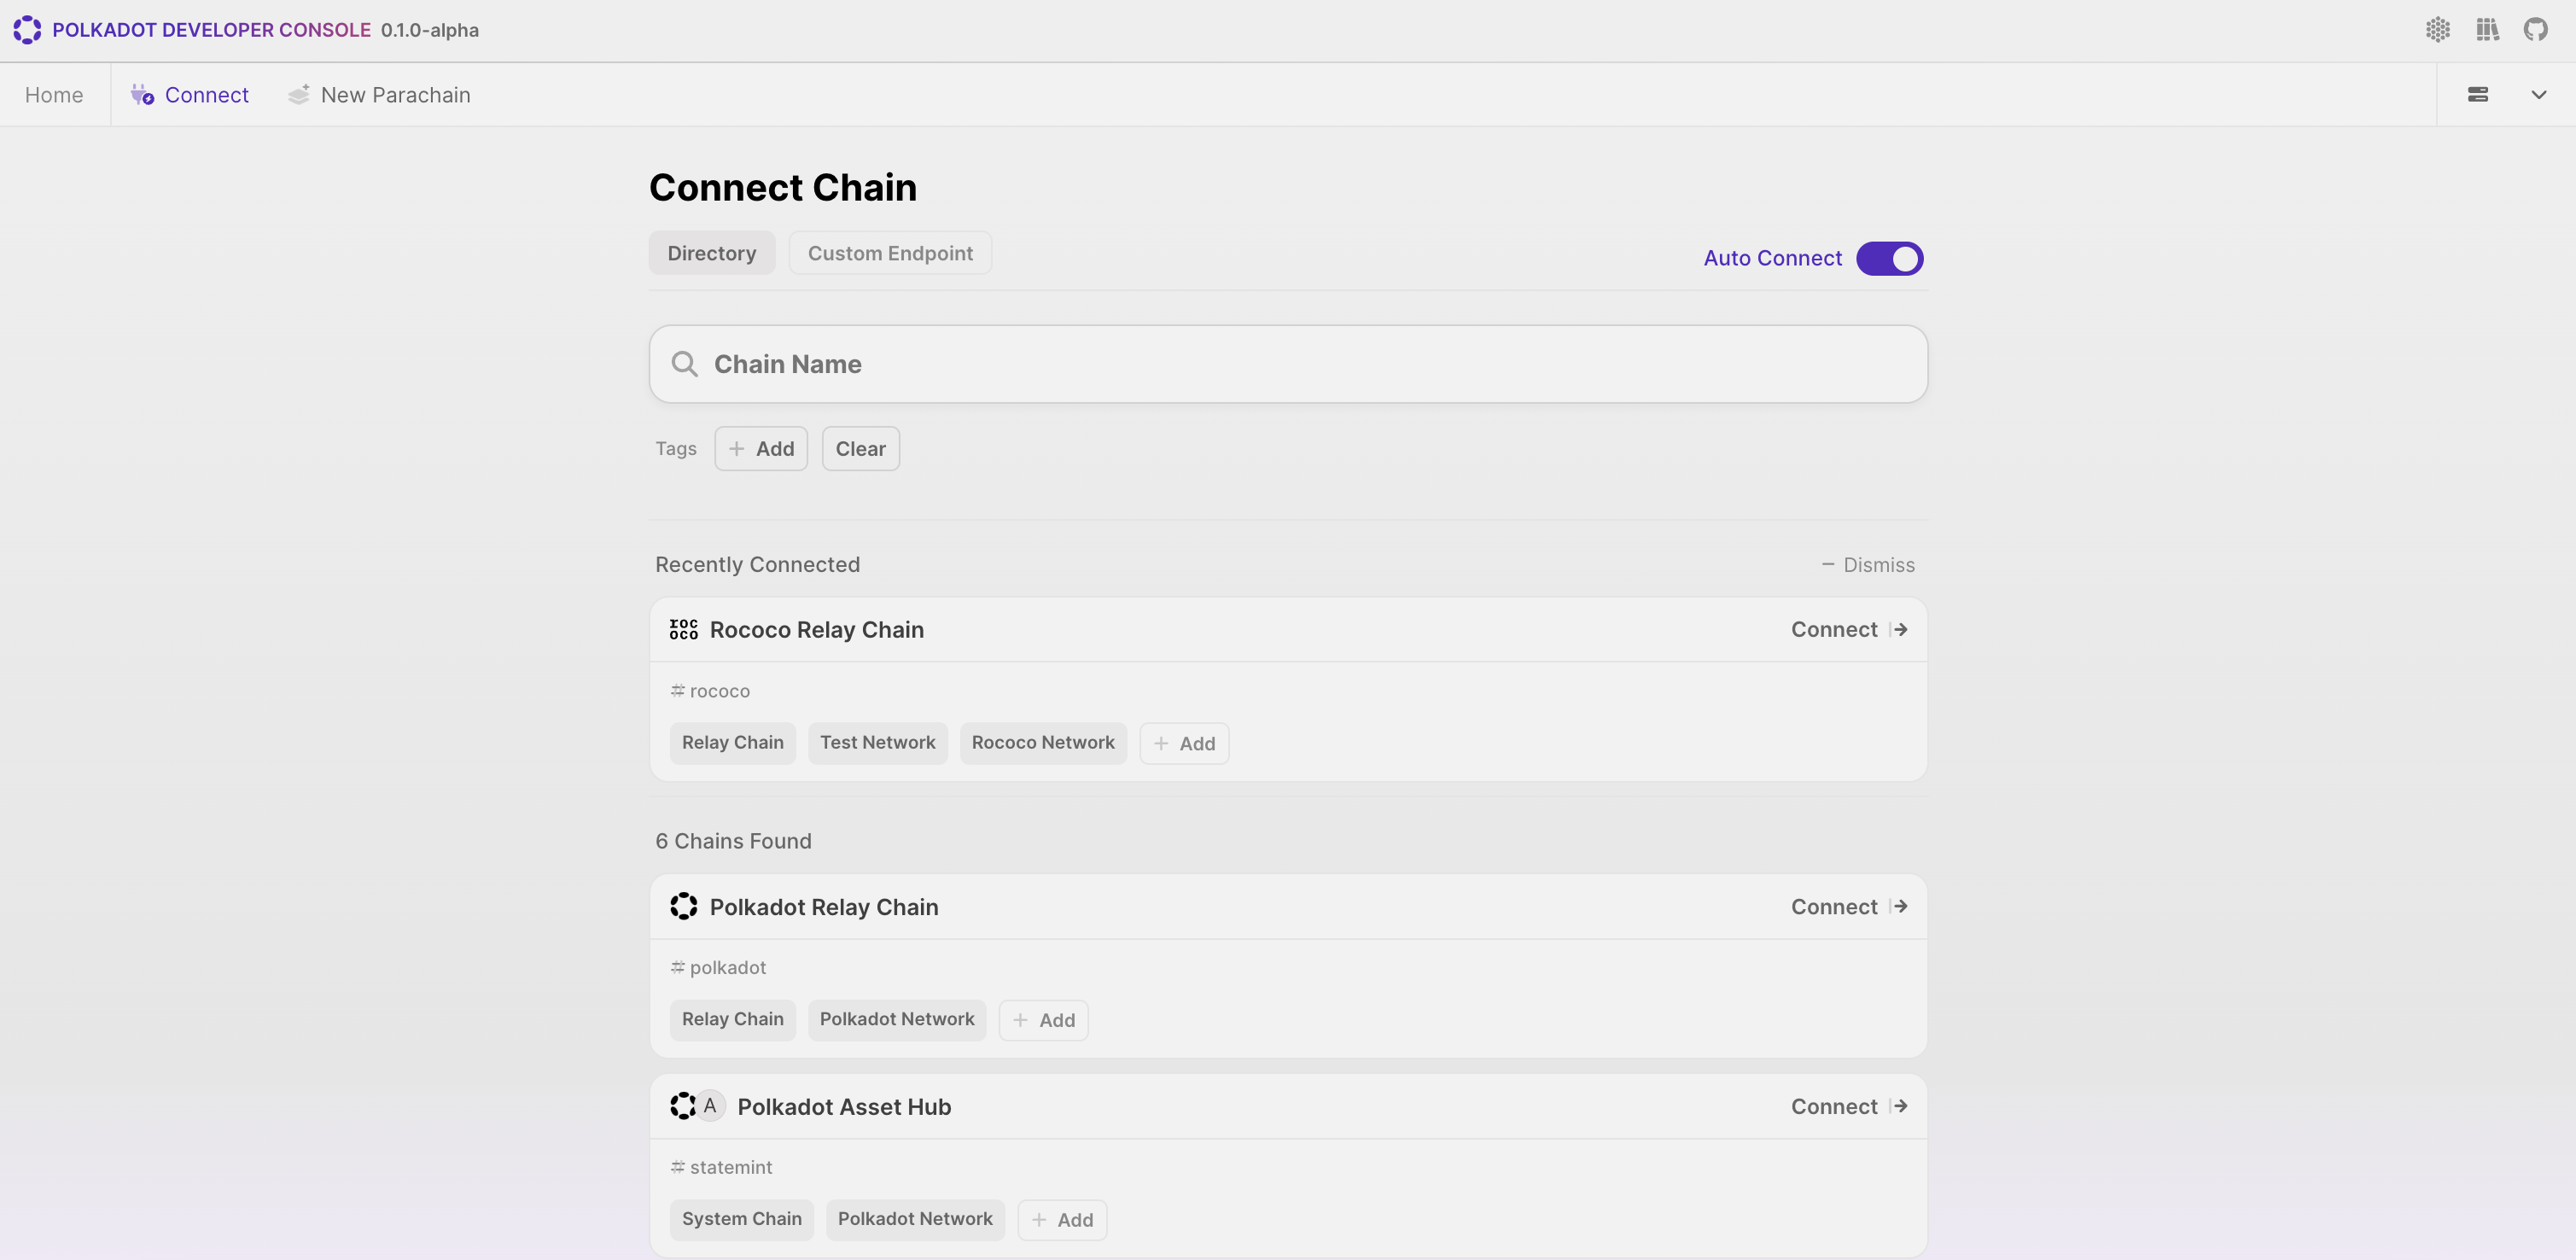 POLKADOT DEVELOPER CONSOLE 0.1.0-alpha
Home Connect New Parachain
Connect Chain
Directory Custom Endpoint Auto Connect
Chain Name
Tags + Add Clear
Recently Connected − Dismiss
roc
oco
Rococo Relay Chain Connect
# rococo
Relay Chain Test Network Rococo Network + Add
6 Chains Found
Polkadot Relay Chain Connect
# polkadot
Relay Chain Polkadot Network + Add
A Polkadot Asset Hub Connect
# statemint
System Chain Polkadot Network + Add